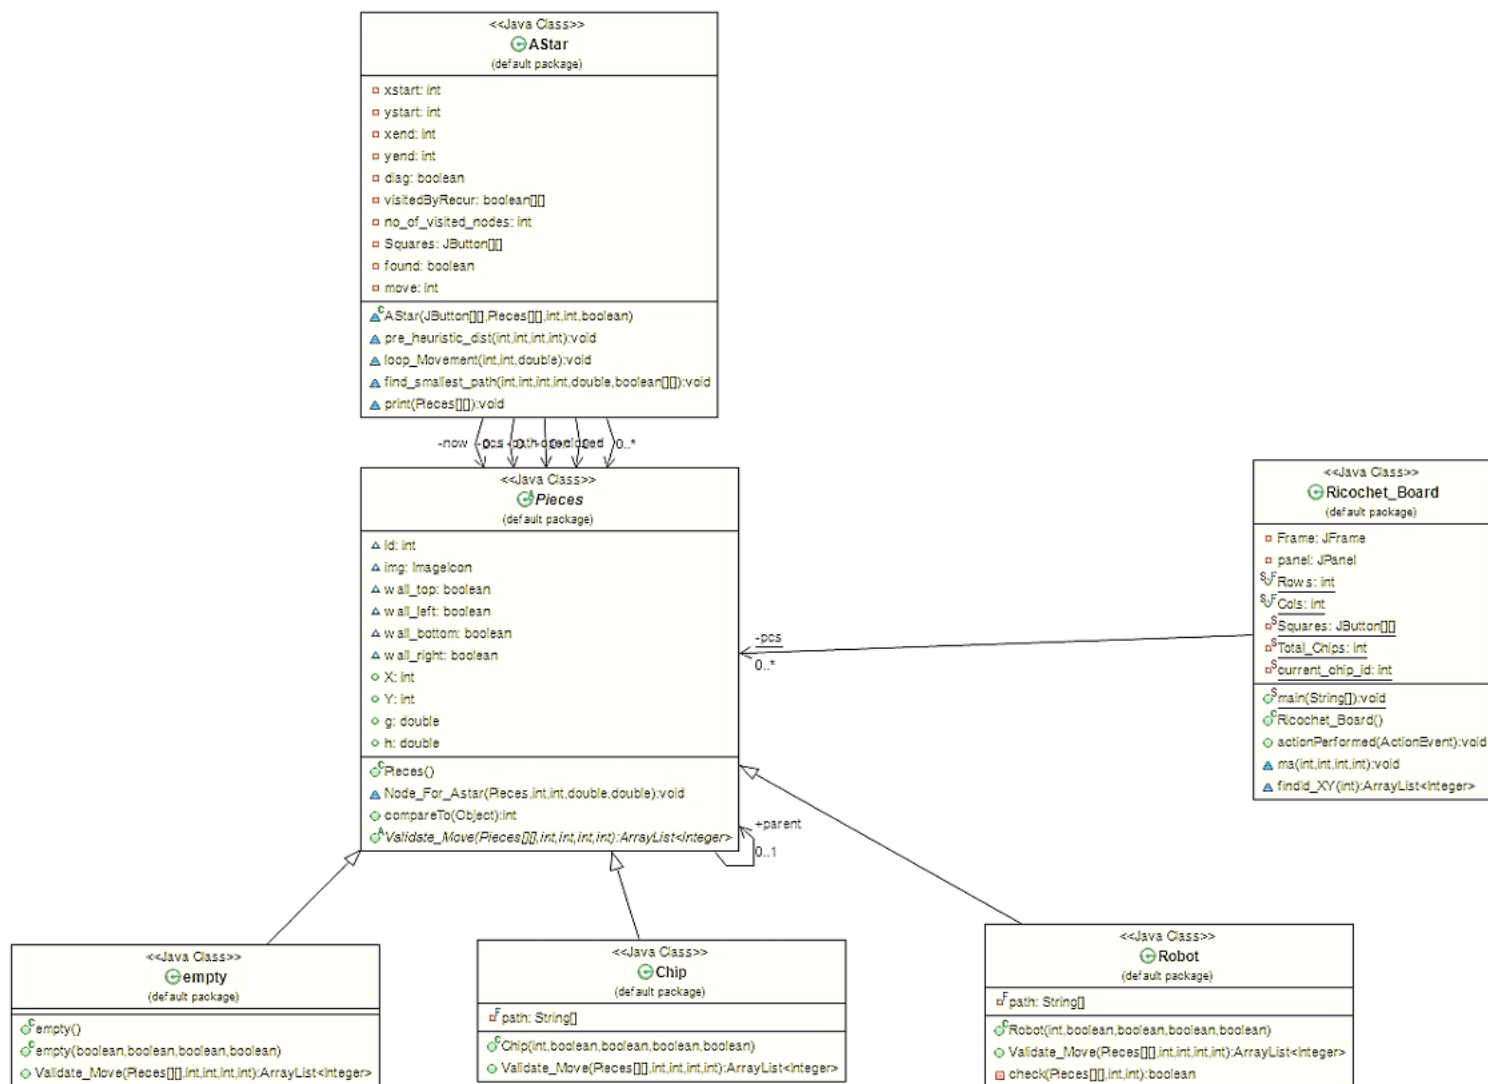 <<Java Class>>
AStar
(default package)
xstart: int
ystart: int
xend: int
yend: int
diag: boolean
visitedByRecur: boolean[][]
no_of_visited_nodes: int
Squares: JButton[][]
found: boolean
move: int
AStar(JButton[][],Pieces[][],int,int,boolean)
pre_heuristic_dist(int,int,int,int):void
loop_Movement(int,int,double):void
find_smallest_path(int,int,int,int,double,boolean[][]):void
print(Pieces[][]):void
-now
0..*
<<Java Class>>
Pieces
(default package)
id: int
img: ImageIcon
wall_top: boolean
wall_left: boolean
wall_bottom: boolean
wall_right: boolean
X: int
Y: int
g: double
h: double
Pieces()
Node_For_Astar(Pieces,int,int,double,double):void
compareTo(Object):int
Validate_Move(Pieces[][],int,int,int,int):ArrayList<Integer>
+parent
0..1
-pcs
0..*
<<Java Class>>
Ricochet_Board
(default package)
Frame: JFrame
panel: JPanel
Rows: int
Cols: int
Squares: JButton[][]
Total_Chips: int
current_chip_id: int
main(String[]):void
Ricochet_Board()
actionPerformed(ActionEvent):void
ma(int,int,int,int):void
findid_XY(int):ArrayList<Integer>
<<Java Class>>
empty
(default package)
empty()
empty(boolean,boolean,boolean,boolean)
Validate_Move(Pieces[][],int,int,int,int):ArrayList<Integer>
<<Java Class>>
Chip
(default package)
path: String[]
Chip(int,boolean,boolean,boolean,boolean)
Validate_Move(Pieces[][],int,int,int,int):ArrayList<Integer>
<<Java Class>>
Robot
(default package)
path: String[]
Robot(int,boolean,boolean,boolean,boolean)
Validate_Move(Pieces[][],int,int,int,int):ArrayList<Integer>
check(Pieces[][],int,int):boolean